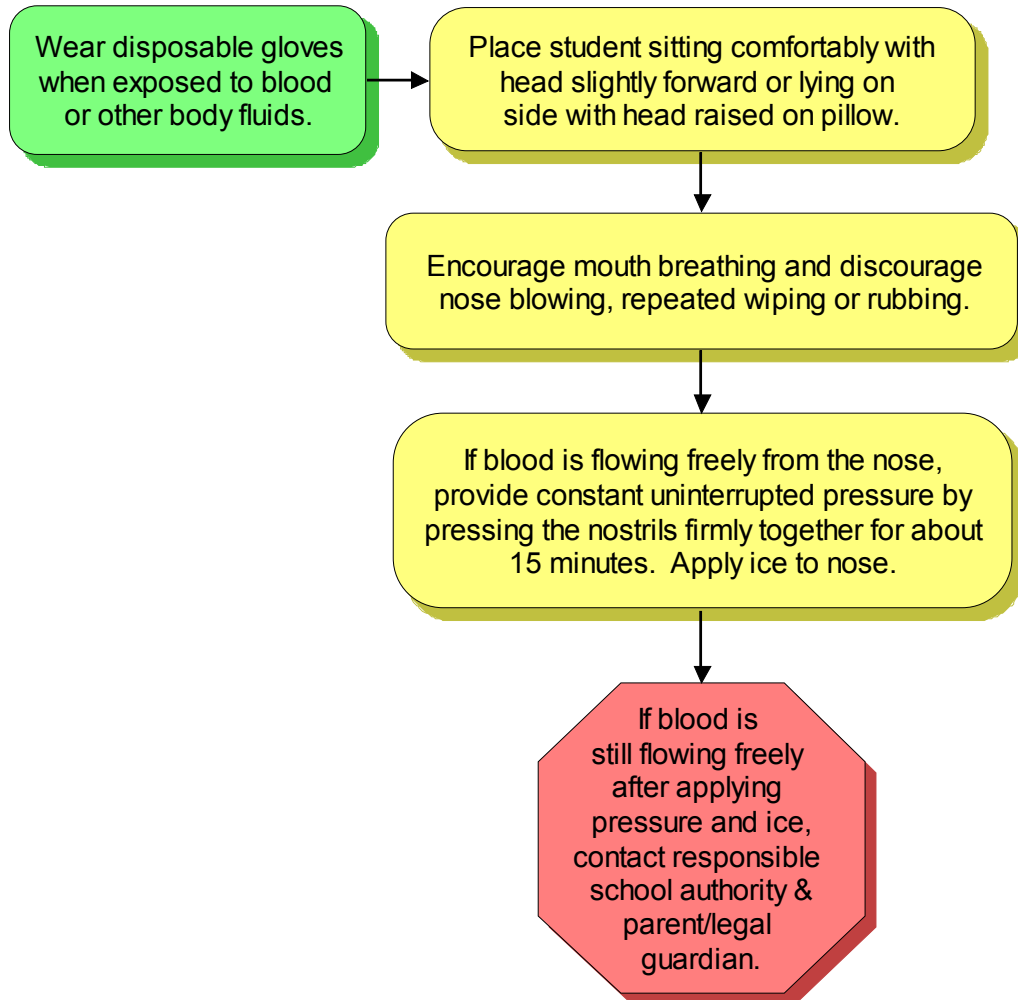 Wear disposable gloves
when exposed to blood
or other body fluids.
Place student sitting comfortably with
head slightly forward or lying on
side with head raised on pillow.
Encourage mouth breathing and discourage
nose blowing, repeated wiping or rubbing.
If blood is flowing freely from the nose,
provide constant uninterrupted pressure by
pressing the nostrils firmly together for about
15 minutes.  Apply ice to nose.
If blood is
still flowing freely
after applying
pressure and ice,
contact responsible
school authority &
parent/legal
guardian.